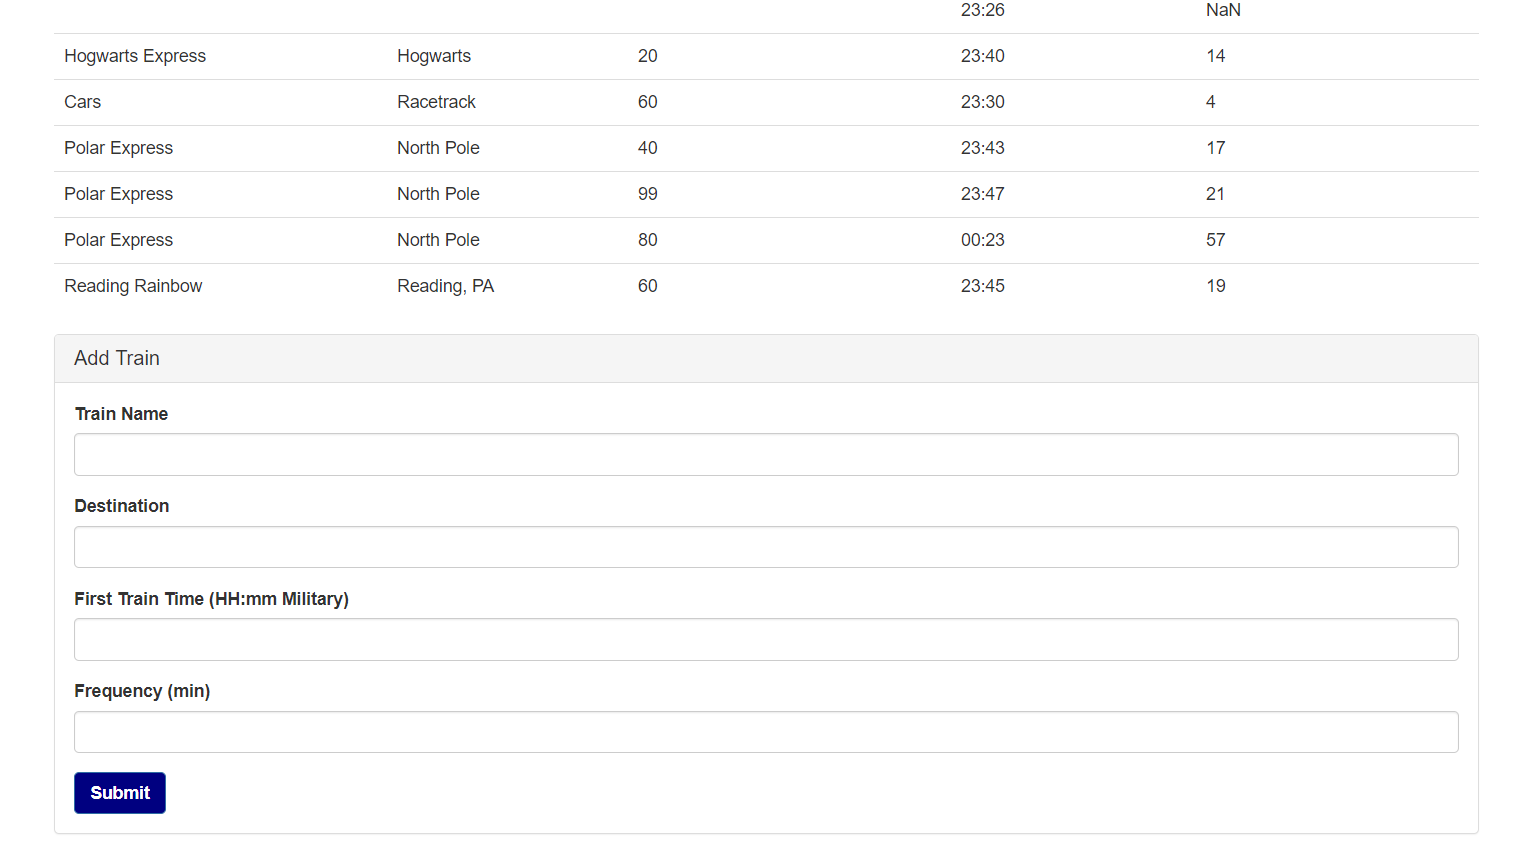 23:26 NaN
Hogwarts Express Hogwarts 20 23:40 14
Cars Racetrack 60 23:30 4
Polar Express North Pole 40 23:43 17
Polar Express North Pole 99 23:47 21
Polar Express North Pole 80 00:23 57
Reading Rainbow Reading, PA 60 23:45 19
Add Train
Train Name
Destination
First Train Time (HH:mm Military)
Frequency (min)
Submit